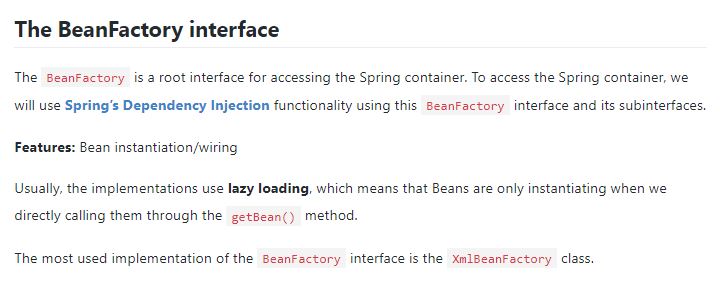 The BeanFactory interface
The BeanFactory is a root interface for accessing the Spring container. To access the Spring container, we
will use Spring's Dependency Injection functionality using this BeanFactory interface and its subinterfaces.
Features: Bean instantiation/wiring
Usually, the implementations use lazy loading, which means that Beans are only instantiating when we
directly calling them through the getBean() method.
The most used implementation of the BeanFactory interface is the XmlBeanFactory class.